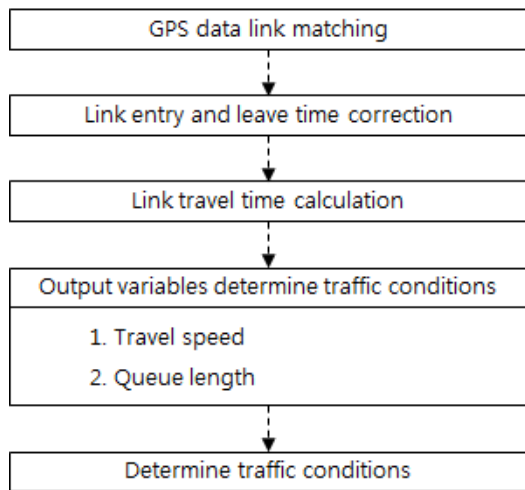 GPS data link matching
Link entry and leave time correction
Link travel time calculation
Output variables determine traffic conditions
1. Travel speed
2. Queue length
Determine traffic conditions